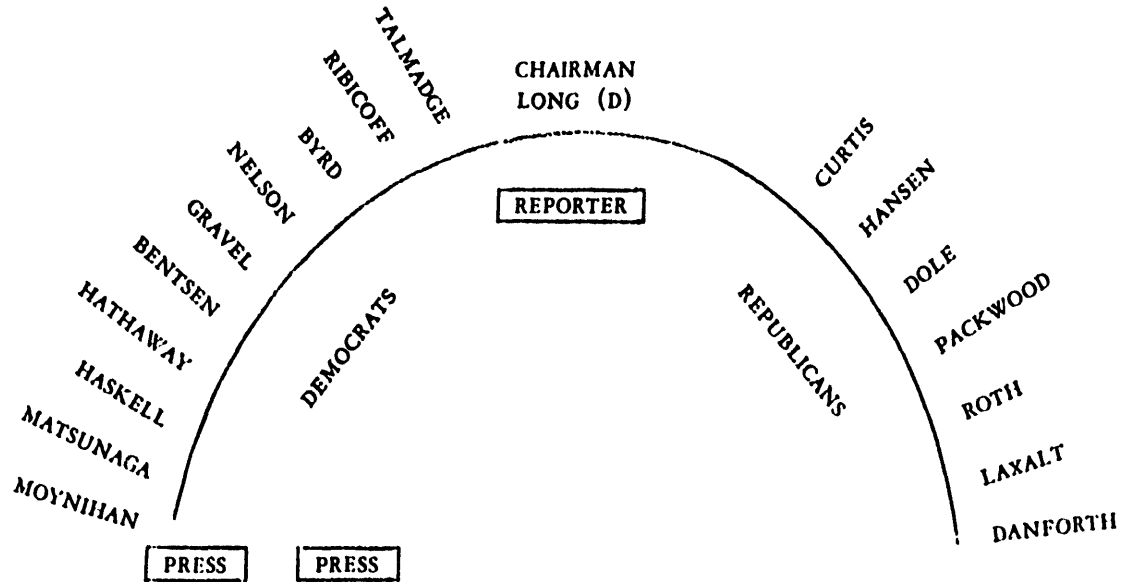 TALMADGE
RIBICOFF
BYRD
NELSON
GRAVEL
BENTSEN
HATHAWAY
HASKELL
MATSUNAGA
MOYNIHAN
CHAIRMAN
LONG (D)
REPORTER
CURTIS
HANSEN
DOLE
PACKWOOD
ROTH
LAXALT
DANFORTH
DEMOCRATS
REPUBLICANS
PRESS
PRESS